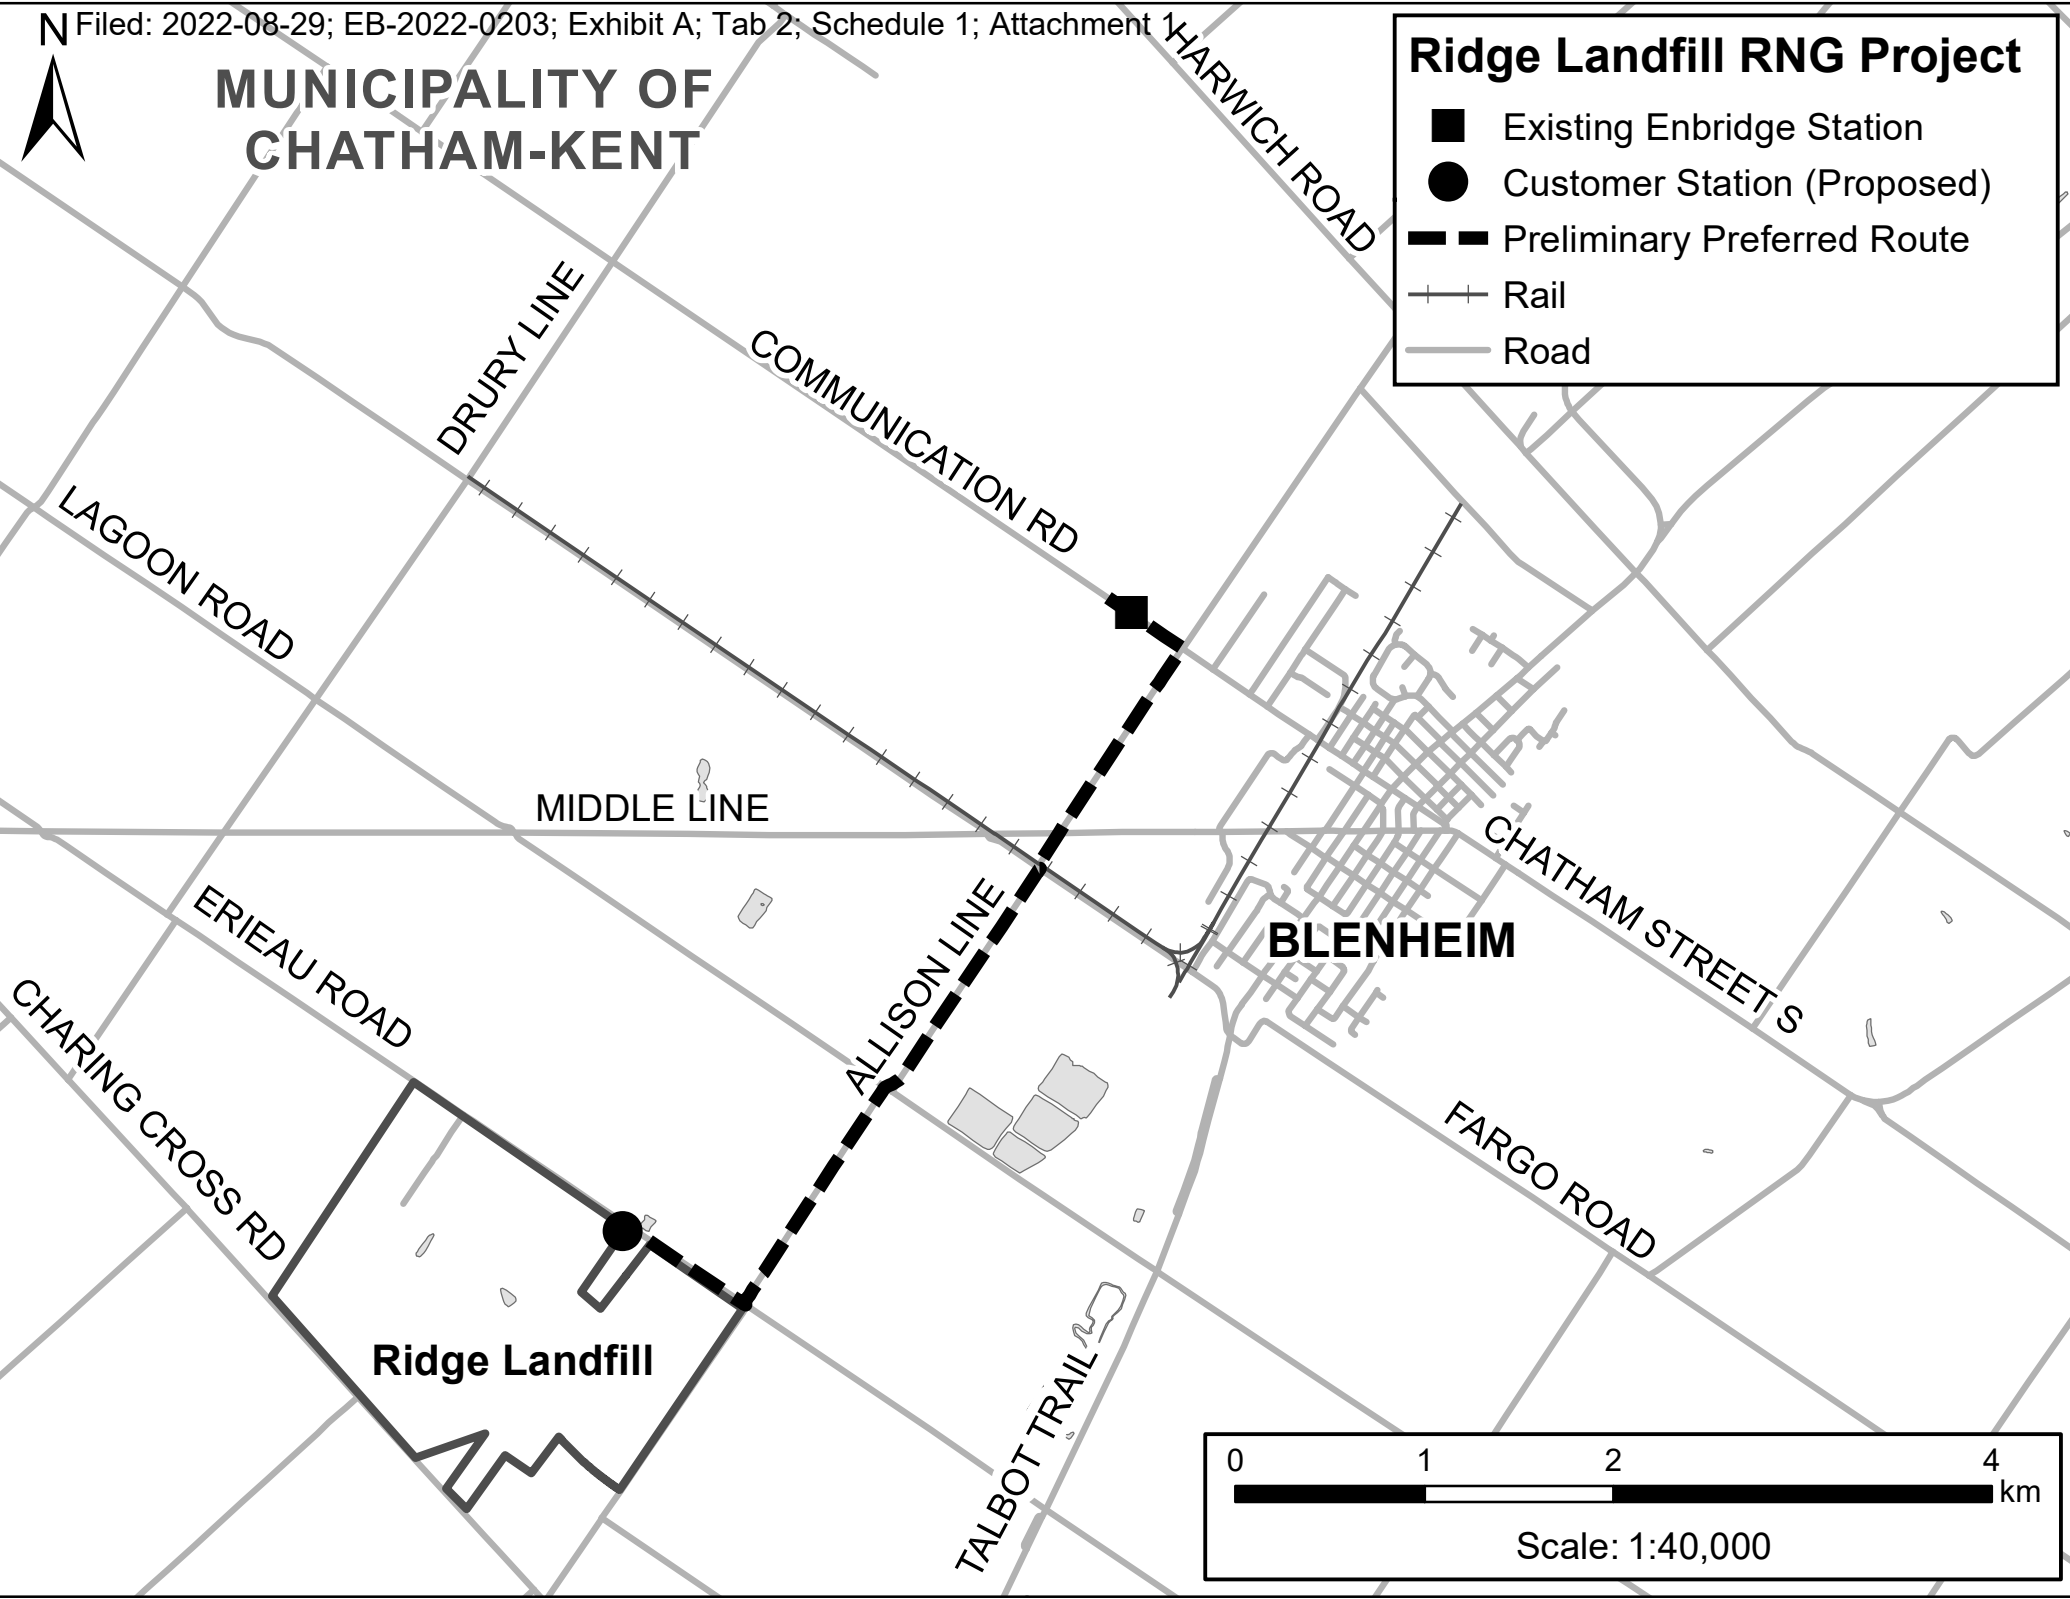 N
Filed: 2022-08-29; EB-2022-0203; Exhibit A; Tab 2; Schedule 1; Attachment 1
MUNICIPALITY OF
CHATHAM-KENT
HARWICH ROAD
Ridge Landfill RNG Project
Existing Enbridge Station
Customer Station (Proposed)
Preliminary Preferred Route
Rail
Road
DRURY LINE
COMMUNICATION RD
LAGOON ROAD
MIDDLE LINE
CHATHAM STREET S
ERIEAU ROAD
ALLISON LINE
BLENHEIM
CHARING CROSS RD
FARGO ROAD
Ridge Landfill
TALBOT TRAIL
0 1 2 4
km
Scale: 1:40,000